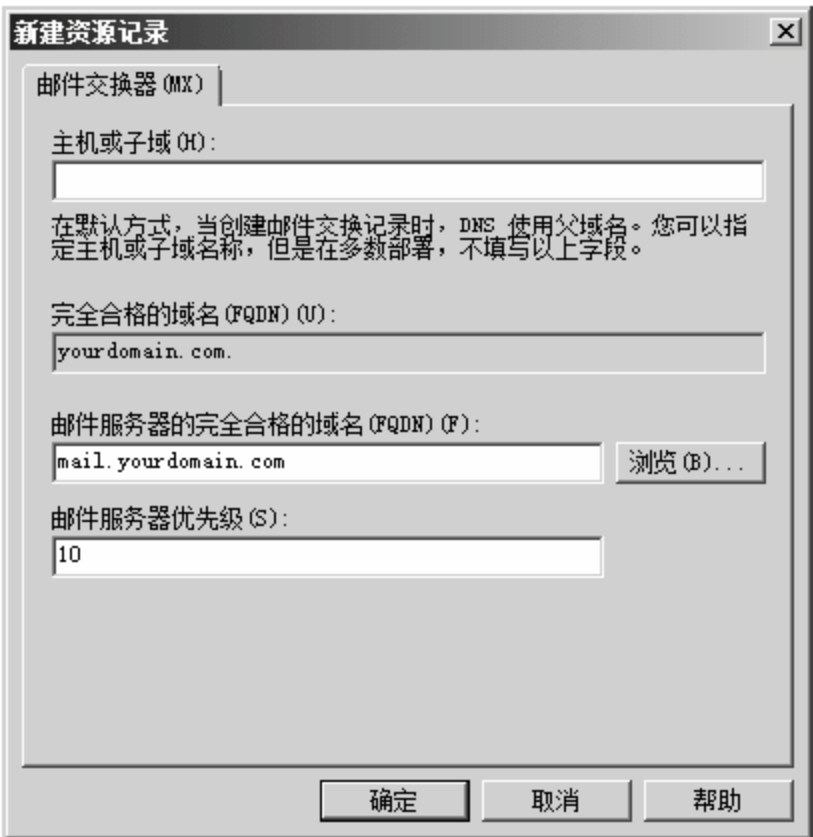 新建资源记录
邮件交换器(MX)
主机或子域(H):
在默认方式，当创建邮件交换记录时，DNS 使用父域名。您可以指
定主机或子域名称，但是在多数部署，不填写以上字段。
完全合格的域名(FQDN)(U):
yourdomain.com.
邮件服务器的完全合格的域名(FQDN)(F):
mail.yourdomain.com
浏览(B)...
邮件服务器优先级(S):
10
确定
取消
帮助